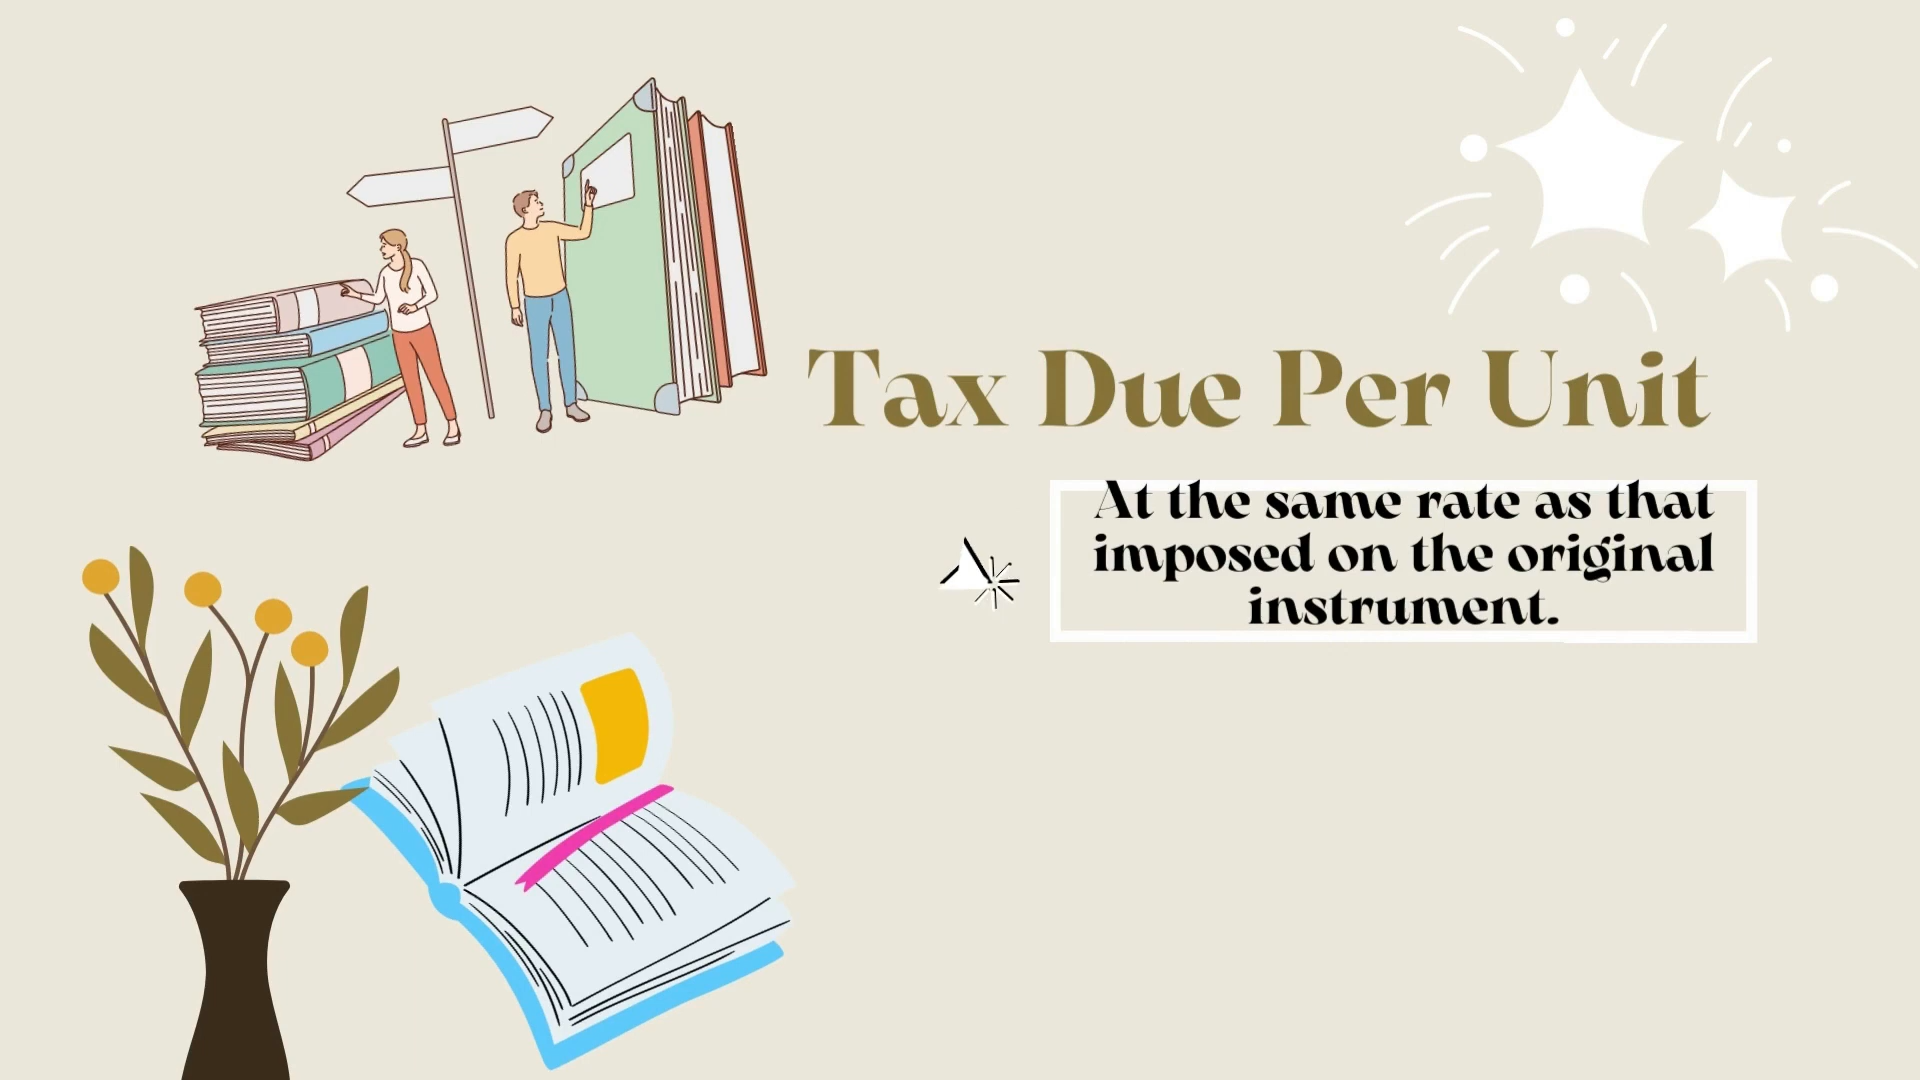 Tax Due Per Unit
At the same rate as that
imposed on the original
instrument.